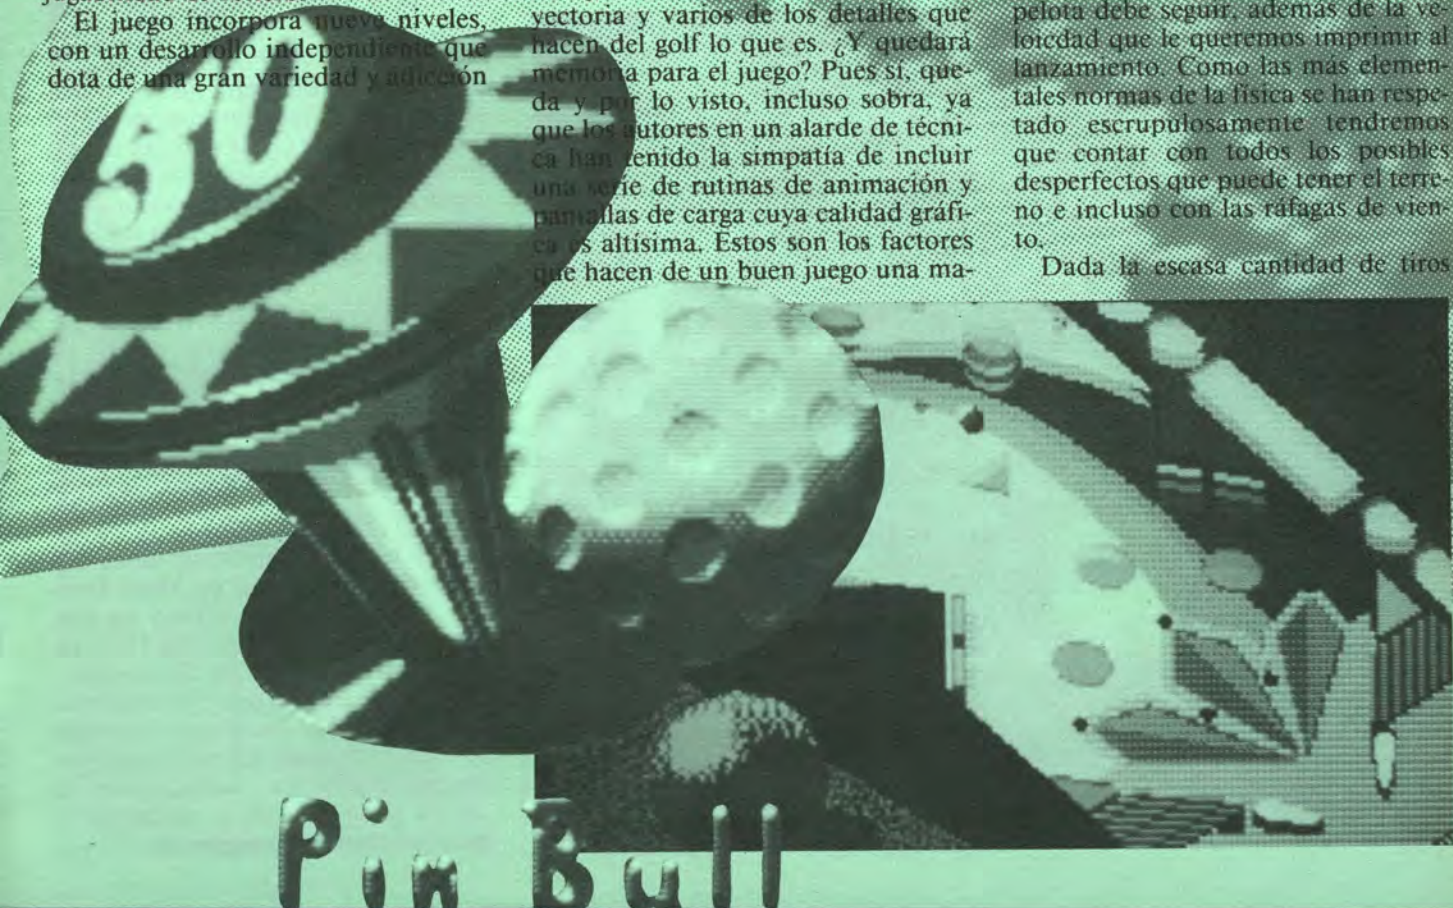 El juego incorpora nueve niveles,
con un desarrollo independiente que
dota de una gran variedad y adicción
50
vectoria y varios de los detalles que
hacen del golf lo que es. ¿Y quedará
memoria para el juego? Pues sí, que-
da y por lo visto, incluso sobra, ya
que los autores en un alarde de técni-
ca han tenido la simpatía de incluir
una serie de rutinas de animación y
pantallas de carga cuya calidad gráfi-
ca es altísima. Estos son los factores
que hacen de un buen juego una ma-
pelota debe seguir, además de la ve-
loicdad que le queremos imprimir al
lanzamiento. Como las mas elemen-
tales normas de la física se han respe-
tado escrupulosamente tendremos
que contar con todos los posibles
desperfectos que puede tener el terre-
no e incluso con las ráfagas de vien-
to.
Dada la escasa cantidad de tiros
Pin Bull